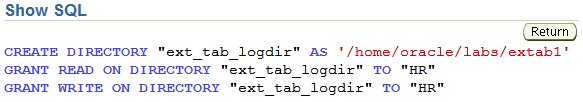 Show SQL
Return
CREATE DIRECTORY "ext_tab_logdir" AS '/home/oracle/labs/extab1'
GRANT READ ON DIRECTORY "ext_tab_logdir" TO "HR"
GRANT WRITE ON DIRECTORY "ext_tab_logdir" TO "HR"